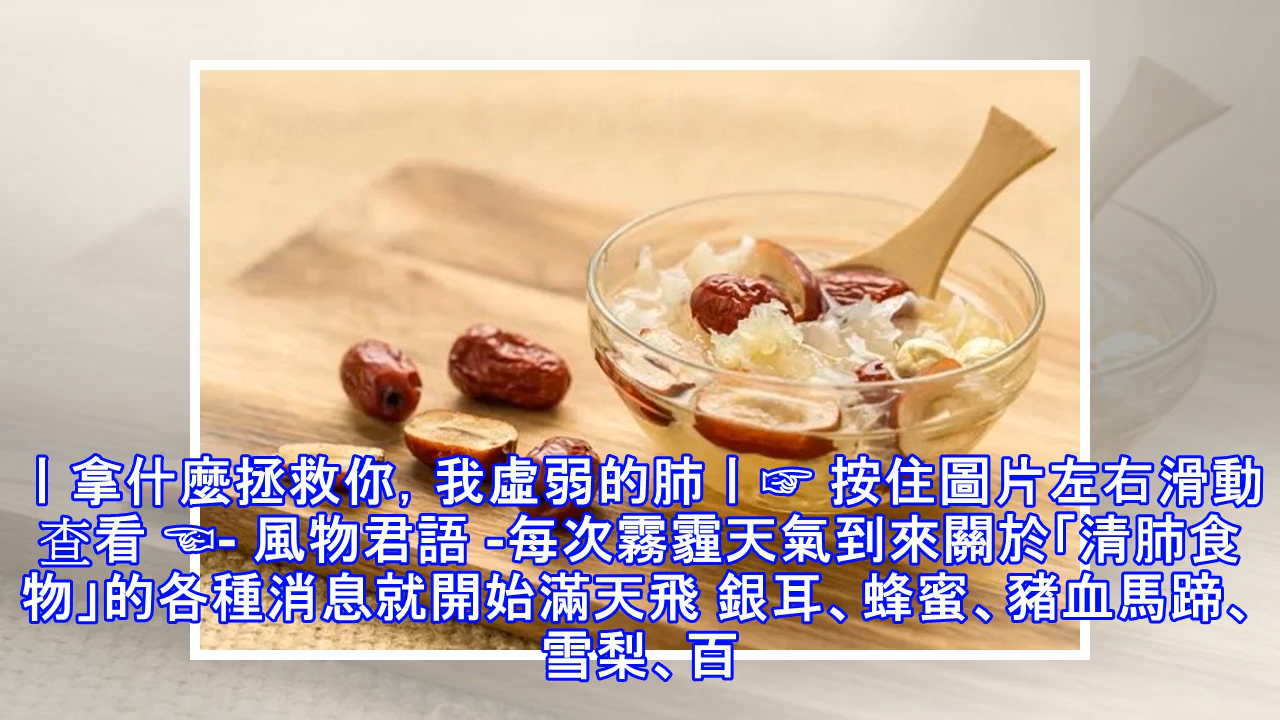 丨拿什麼拯救你, 我虛弱的肺丨☞ 按住圖片左右滑動
查看 ☜- 風物君語 -每次霧霾天氣到來關於「清肺食
物」的各種消息就開始滿天飛 銀耳、蜂蜜、豬血馬蹄、
雪梨、百